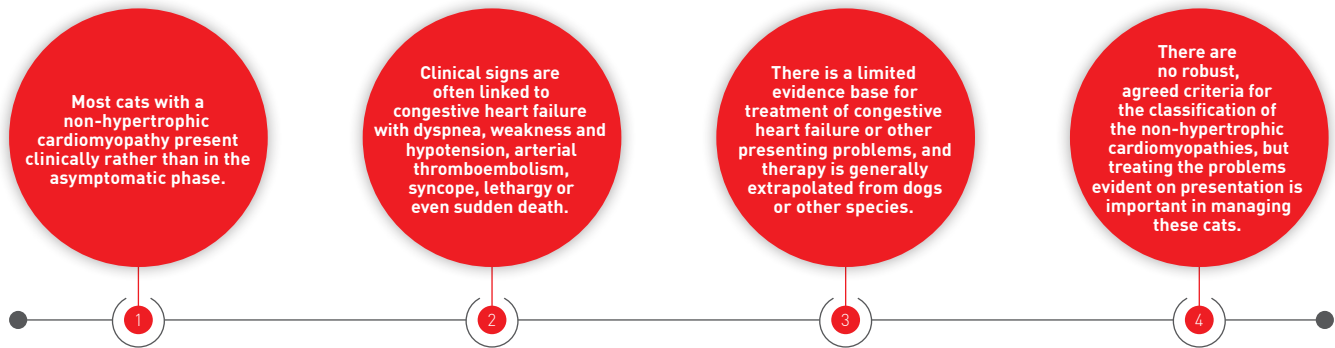 Most cats with a
non-hypertrophic
cardiomyopathy present
clinically rather than in the
asymptomatic phase.
Clinical signs are
often linked to
congestive heart failure
with dyspnea, weakness and
hypotension, arterial
thromboembolism,
syncope, lethargy or
even sudden death.
There is a limited
evidence base for
treatment of congestive
heart failure or other
presenting problems, and
therapy is generally
extrapolated from dogs
or other species.
There are
no robust,
agreed criteria for
the classification of
the non-hypertrophic
cardiomyopathies, but
treating the problems
evident on presentation is
important in managing
these cats.
1
2
3
4